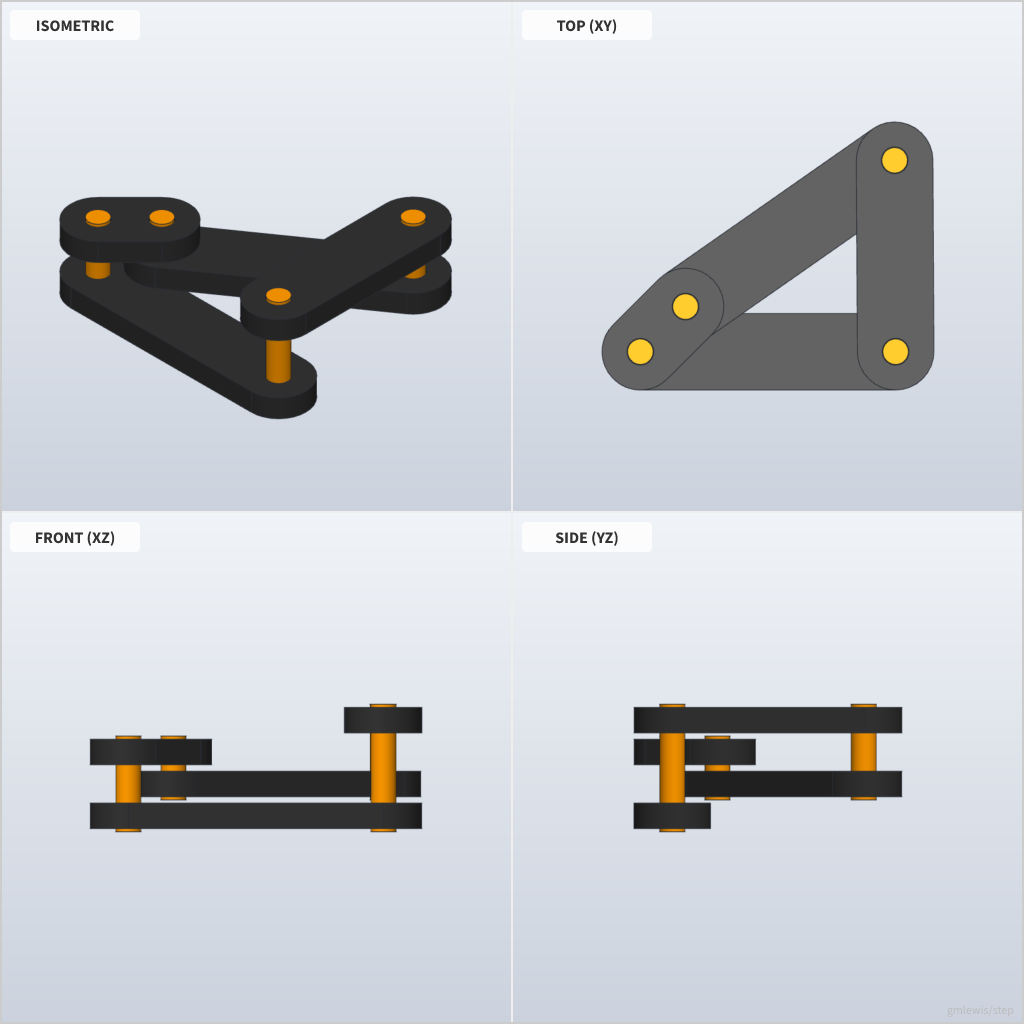 ISOMETRIC
TOP (XY)
FRONT (XZ)
SIDE (YZ)
gmlewis/step